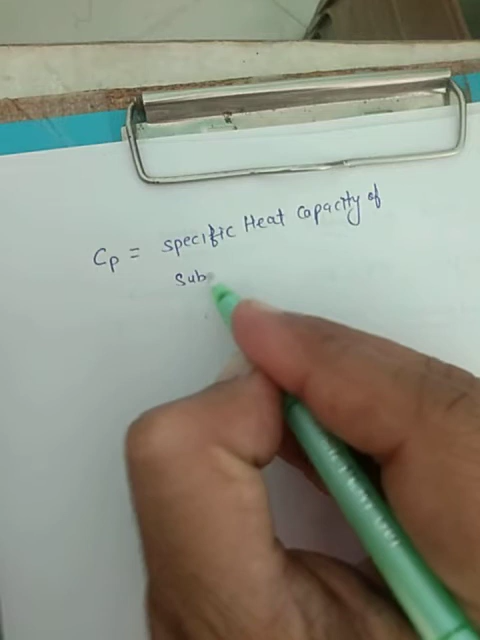 Cp = specific Heat capacity of
Sub